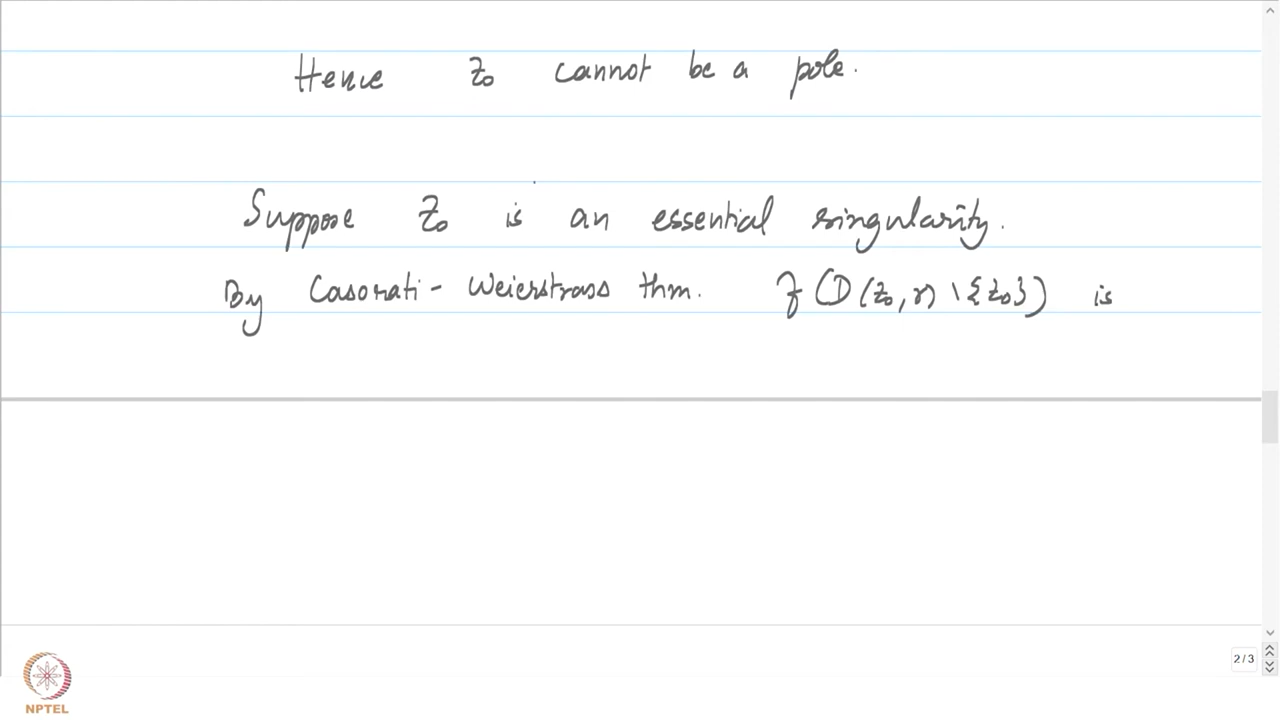 Hence z₀ cannot be a pole.
Suppose z₀ is an essential singularity.
By Casorati - Weierstrass thm. f(D(z₀, r) \ {z₀}) is
2 / 3
NPTEL